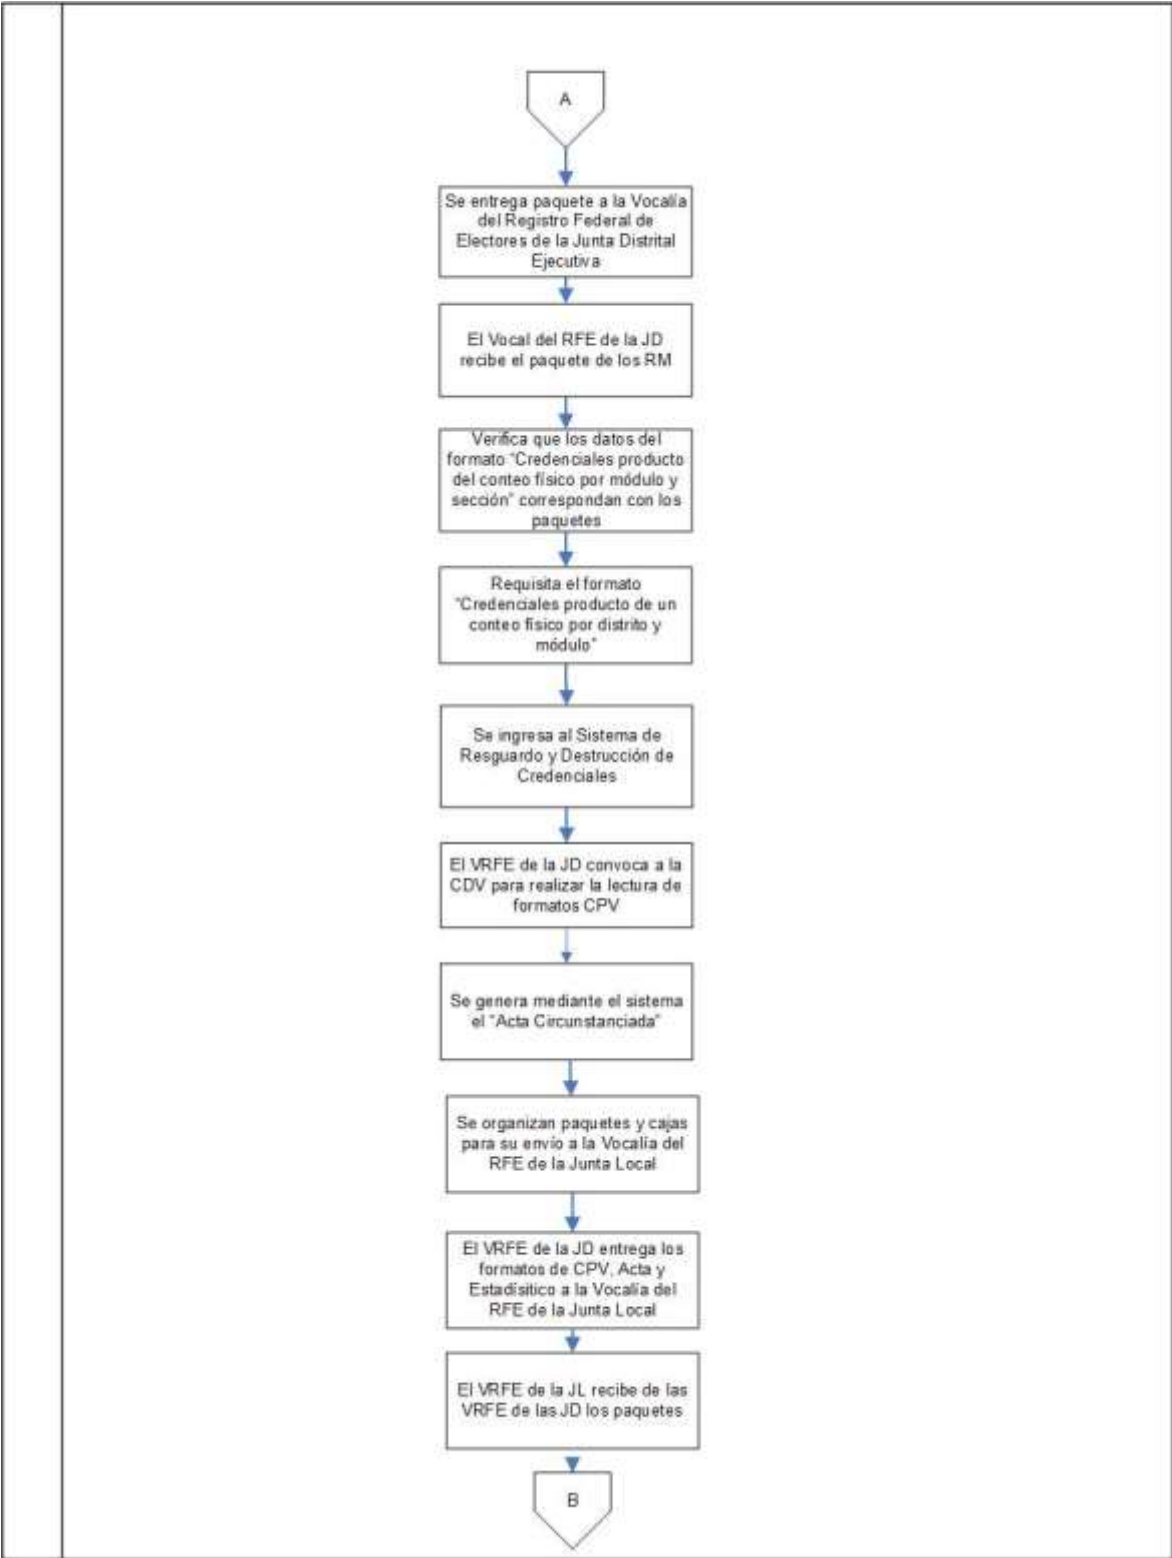 A
Se entrega paquete a la Vocalía
del Registro Federal de
Electores de la Junta Distrital
Ejecutiva
El Vocal del RFE de la JD
recibe el paquete de los RM
Verifica que los datos del
formato "Credenciales producto
del conteo físico por módulo y
sección" correspondan con los
paquetes
Requisita el formato
"Credenciales producto de un
conteo físico por distrito y
módulo"
Se ingresa al Sistema de
Resguardo y Destrucción de
Credenciales
El VRFE de la JD convoca a la
CDV para realizar la lectura de
formatos CPV
Se genera mediante el sistema
el "Acta Circunstanciada"
Se organizan paquetes y cajas
para su envío a la Vocalía del
RFE de la Junta Local
El VRFE de la JD entrega los
formatos de CPV, Acta y
Estadísitico a la Vocalía del
RFE de la Junta Local
El VRFE de la JL recibe de las
VRFE de las JD los paquetes
B